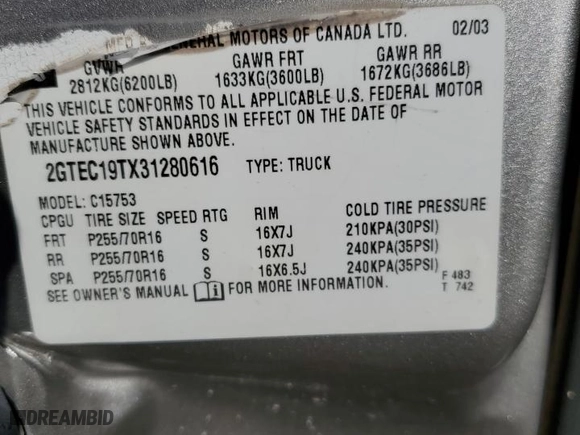 MFD BY GENERAL MOTORS OF CANADA LTD. 02/03
GVWR GAWR FRT GAWR RR
2812KG(6200LB) 1633KG(3600LB) 1672KG(3686LB)
THIS VEHICLE CONFORMS TO ALL APPLICABLE U.S. FEDERAL MOTOR
VEHICLE SAFETY STANDARDS IN EFFECT ON THE DATE OF
MANUFACTURE SHOWN ABOVE.
2GTEC19TX31280616 TYPE: TRUCK
MODEL: C15753
CPGU TIRE SIZE SPEED RTG RIM COLD TIRE PRESSURE
FRT P255/70R16 S 16X7J 210KPA(30PSI)
RR P255/70R16 S 16X7J 240KPA(35PSI)
SPA P255/70R16 S 16X6.5J 240KPA(35PSI)
SEE OWNER'S MANUAL FOR MORE INFORMATION.
F 483
T 742
DREAMBID